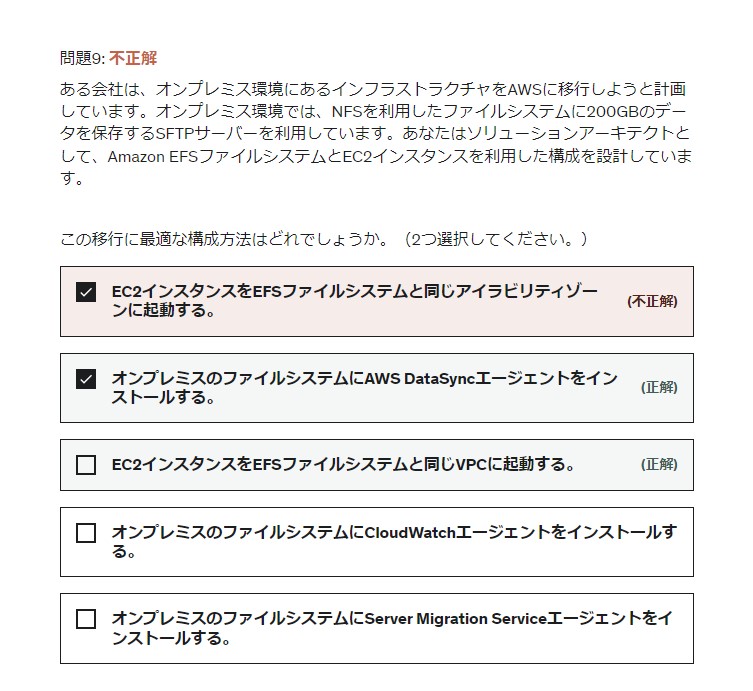 問題9: 不正解
ある会社は、オンプレミス環境にあるインフラストラクチャをAWSに移行しようと計画
しています。オンプレミス環境では、NFSを利用したファイルシステムに200GBのデー
タを保存するSFTPサーバーを利用しています。あなたはソリューションアーキテクトと
して、Amazon EFSファイルシステムとEC2インスタンスを利用した構成を設計していま
す。
この移行に最適な構成方法はどれでしょうか。（2つ選択してください。）
EC2インスタンスをEFSファイルシステムと同じアイラビリティゾー
ンに起動する。
(不正解)
オンプレミスのファイルシステムにAWS DataSyncエージェントをイン
ストールする。
(正解)
EC2インスタンスをEFSファイルシステムと同じVPCに起動する。
(正解)
オンプレミスのファイルシステムにCloudWatchエージェントをインストールす
る。
オンプレミスのファイルシステムにServer Migration Serviceエージェントをイ
ンストールする。